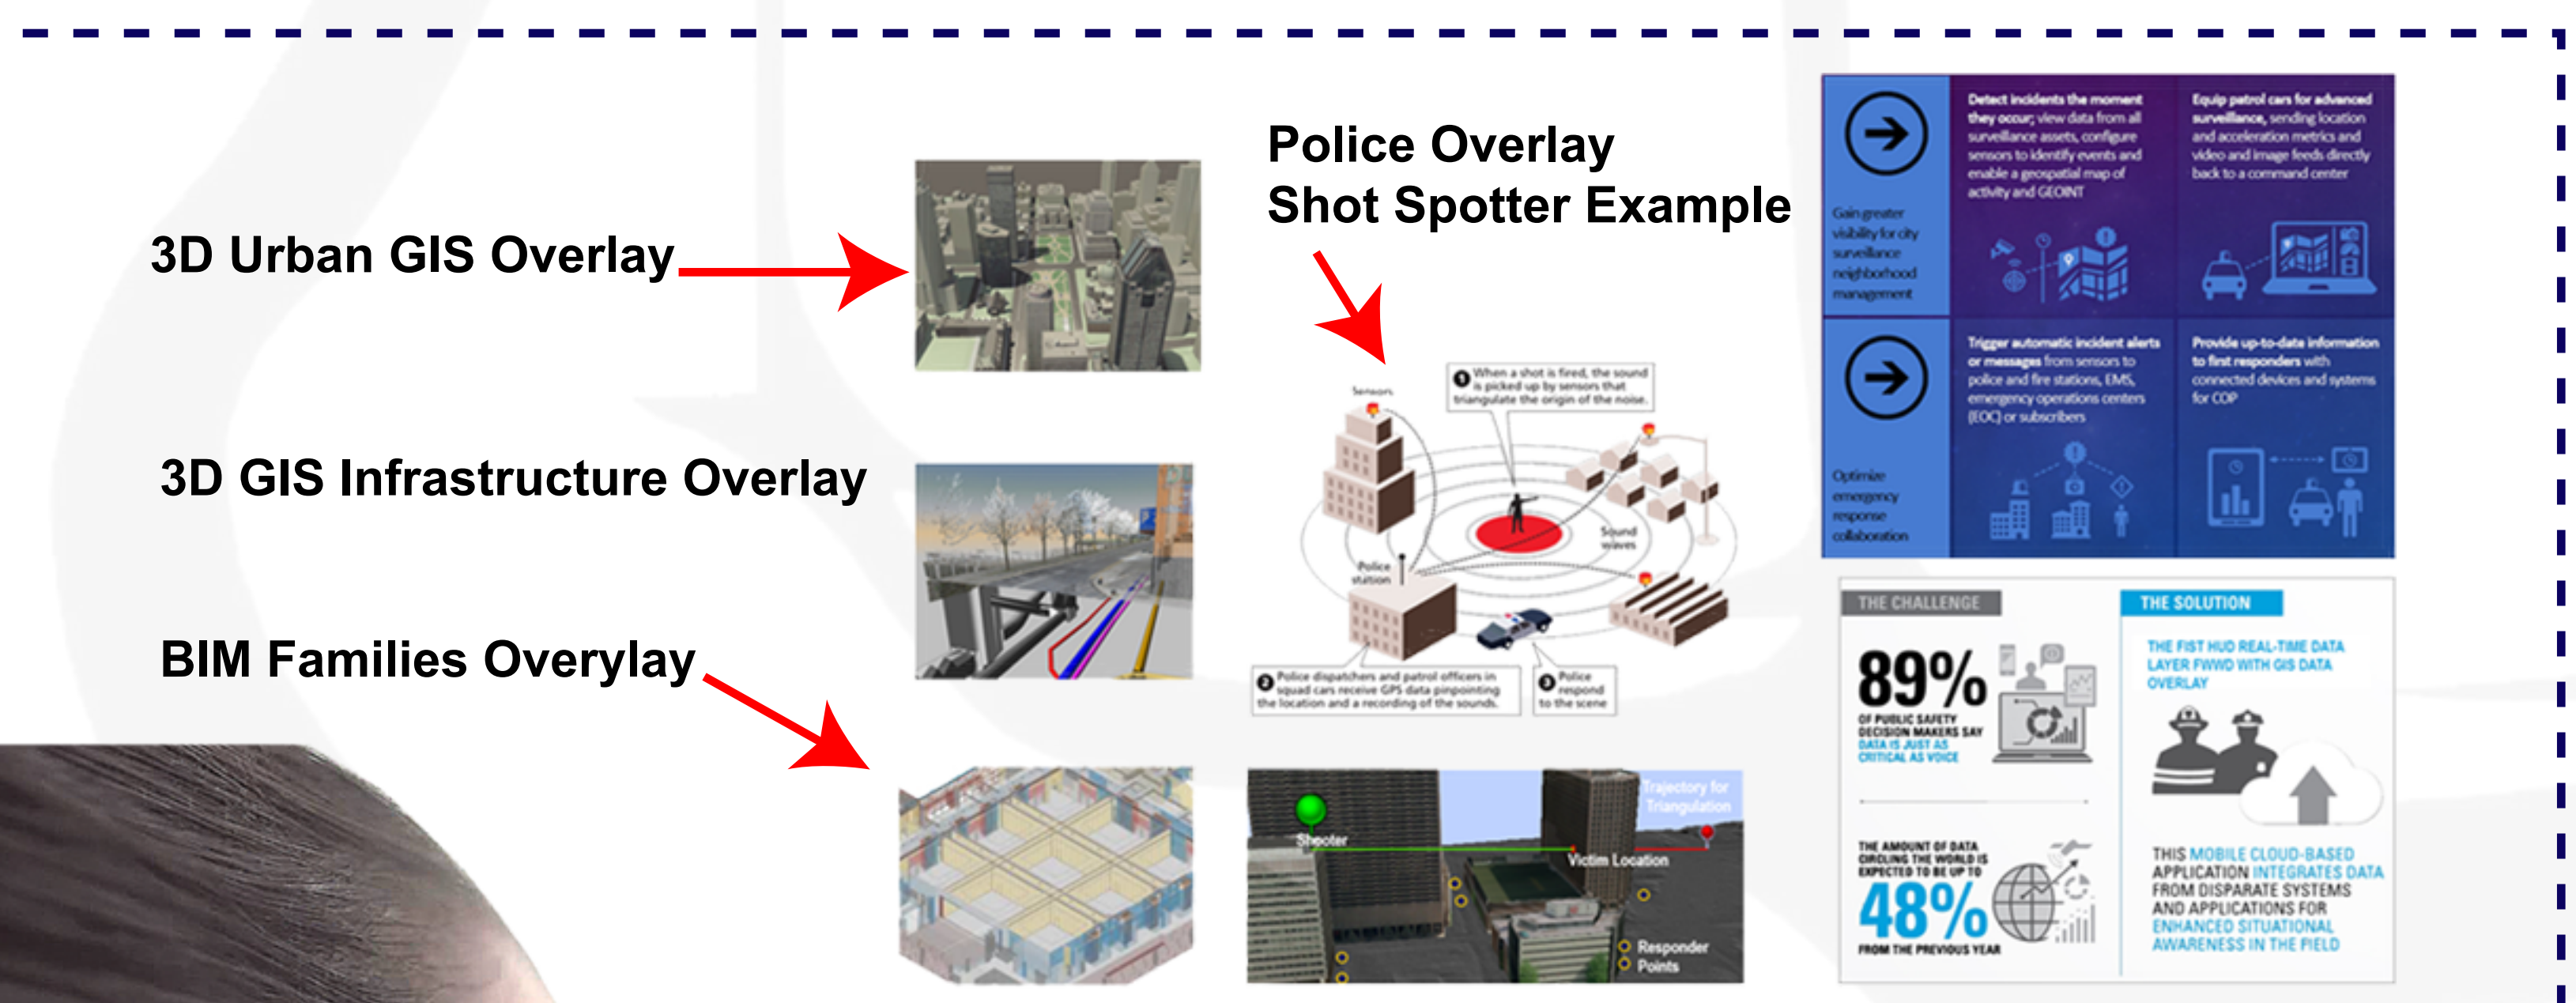 3D Urban GIS Overlay
3D GIS Infrastructure Overlay
BIM Families Overylay
Police Overlay
Shot Spotter Example
Sensors
1 When a shot is fired, the sound
is picked up by sensors that
triangulate the origin of the noise.
Sound
waves
Police
station
2 Police dispatchers and patrol officers in
squad cars receive GPS data pinpointing
the location and a recording of the sounds.
3 Police
respond
to the scene
Shooter
Trajectory for
Triangulation
Victim Location
Responder
Points
Gain greater
visibility for city
surveillance
neighborhood
management
Detect incidents the moment
they occur; view data from all
surveillance assets, configure
sensors to identify events and
enable a geospatial map of
activity and GEOINT
Equip patrol cars for advanced
surveillance, sending location
and acceleration metrics and
video and image feeds directly
back to a command center
Optimize
emergency
response
collaboration
Trigger automatic incident alerts
or messages from sensors to
police and fire stations, EMS,
emergency operations centers
(EOC) or subscribers
Provide up-to-date information
to first responders with
connected devices and systems
for COP
THE CHALLENGE
89%
OF PUBLIC SAFETY
DECISION MAKERS SAY
DATA IS JUST AS
CRITICAL AS VOICE
THE AMOUNT OF DATA
CIRCLING THE WORLD IS
EXPECTED TO BE UP TO
48%
FROM THE PREVIOUS YEAR
THE SOLUTION
THE FIST HUD REAL-TIME DATA
LAYER FWWD WITH GIS DATA
OVERLAY
THIS MOBILE CLOUD-BASED
APPLICATION INTEGRATES DATA
FROM DISPARATE SYSTEMS
AND APPLICATIONS FOR
ENHANCED SITUATIONAL
AWARENESS IN THE FIELD